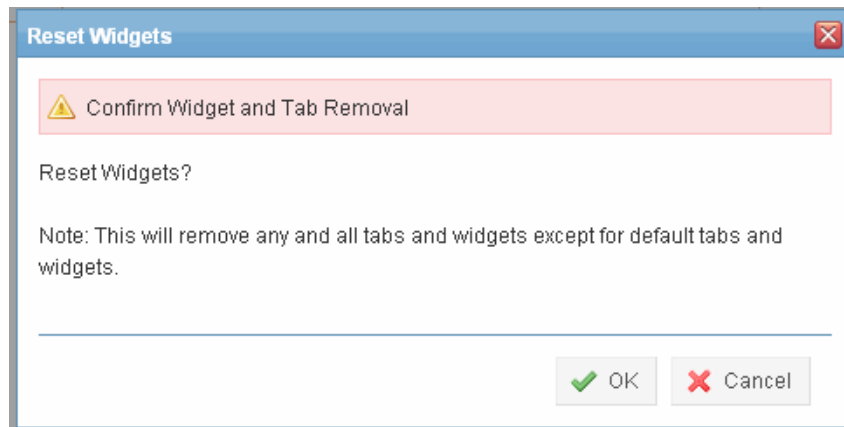 Reset Widgets
Confirm Widget and Tab Removal
Reset Widgets?
Note: This will remove any and all tabs and widgets except for default tabs and
widgets.
OK Cancel